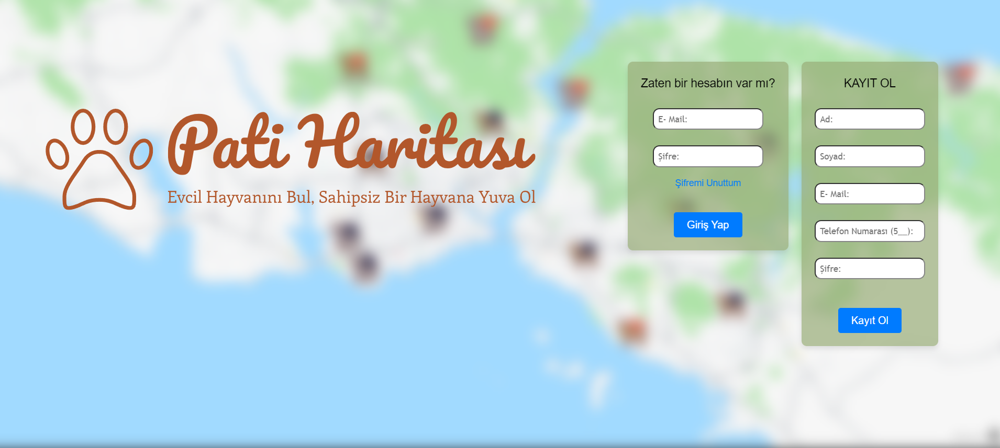 Pati Haritası
Evcil Hayvanını Bul, Sahipsiz Bir Hayvana Yuva Ol
Zaten bir hesabın var mı?
E- Mail:
Şifre:
Şifremi Unuttum
Giriş Yap
KAYIT OL
Ad:
Soyad:
E- Mail:
Telefon Numarası (5__):
Şifre:
Kayıt Ol